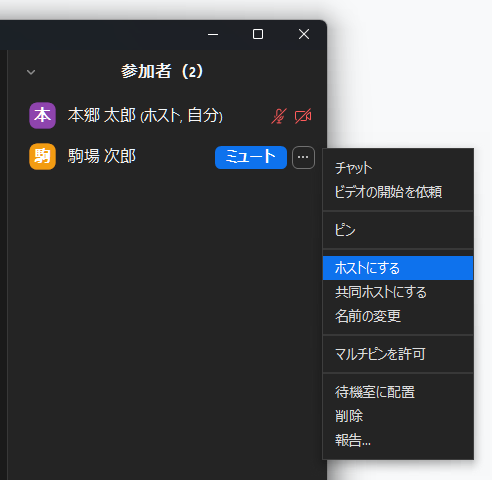 参加者（2）
本 本郷 太郎 (ホスト, 自分)
駒 駒場 次郎 ミュート ...
チャット
ビデオの開始を依頼
ピン
ホストにする
共同ホストにする
名前の変更
マルチピンを許可
待機室に配置
削除
報告...